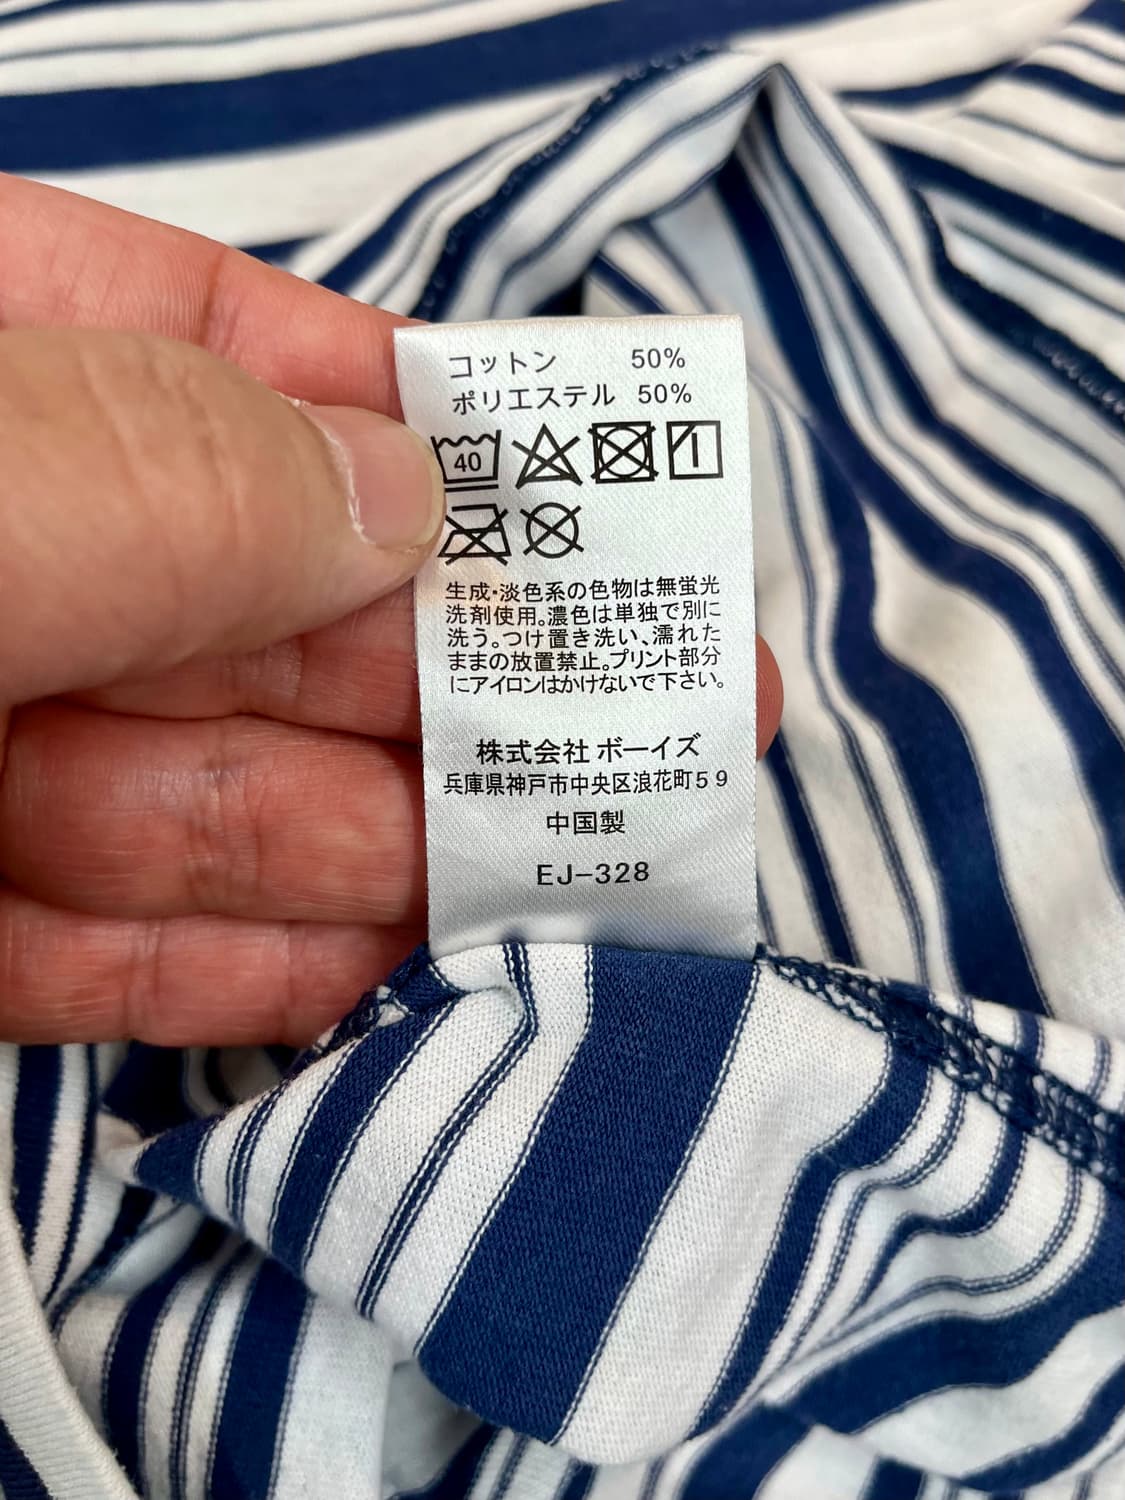 コットン 50%
ポリエステル 50%
40
生成・淡色系の色物は無蛍光
洗剤使用。濃色は単独で別に
洗う。つけ置き洗い、濡れた
ままの放置禁止。プリント部分
にアイロンはかけないで下さい。
株式会社 ボーイズ
兵庫県神戸市中央区浪花町59
中国製
EJ-328